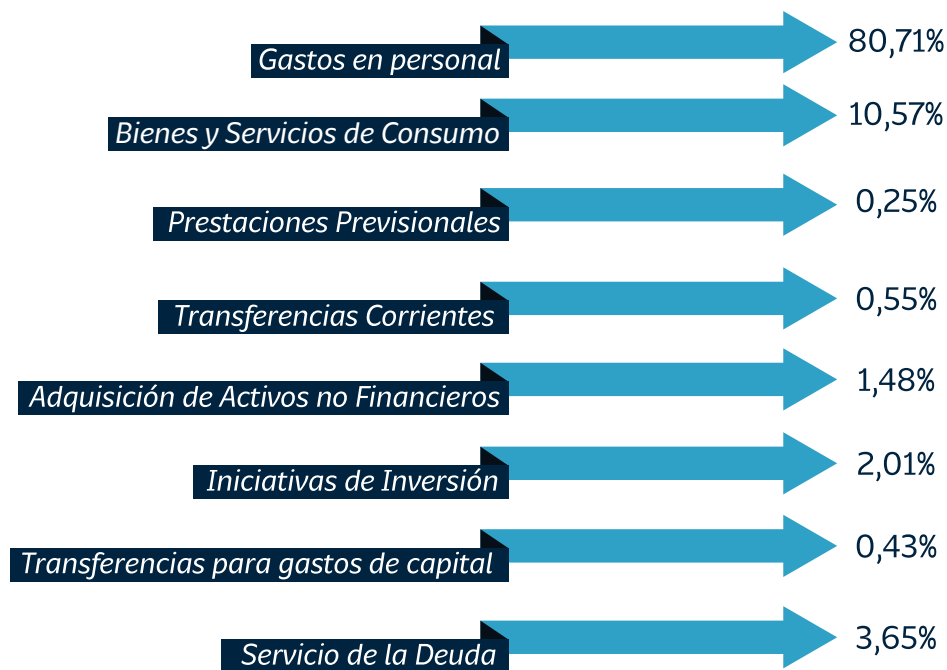 Gastos en personal 80,71%
Bienes y Servicios de Consumo 10,57%
Prestaciones Previsionales 0,25%
Transferencias Corrientes 0,55%
Adquisición de Activos no Financieros 1,48%
Iniciativas de Inversión 2,01%
Transferencias para gastos de capital 0,43%
Servicio de la Deuda 3,65%